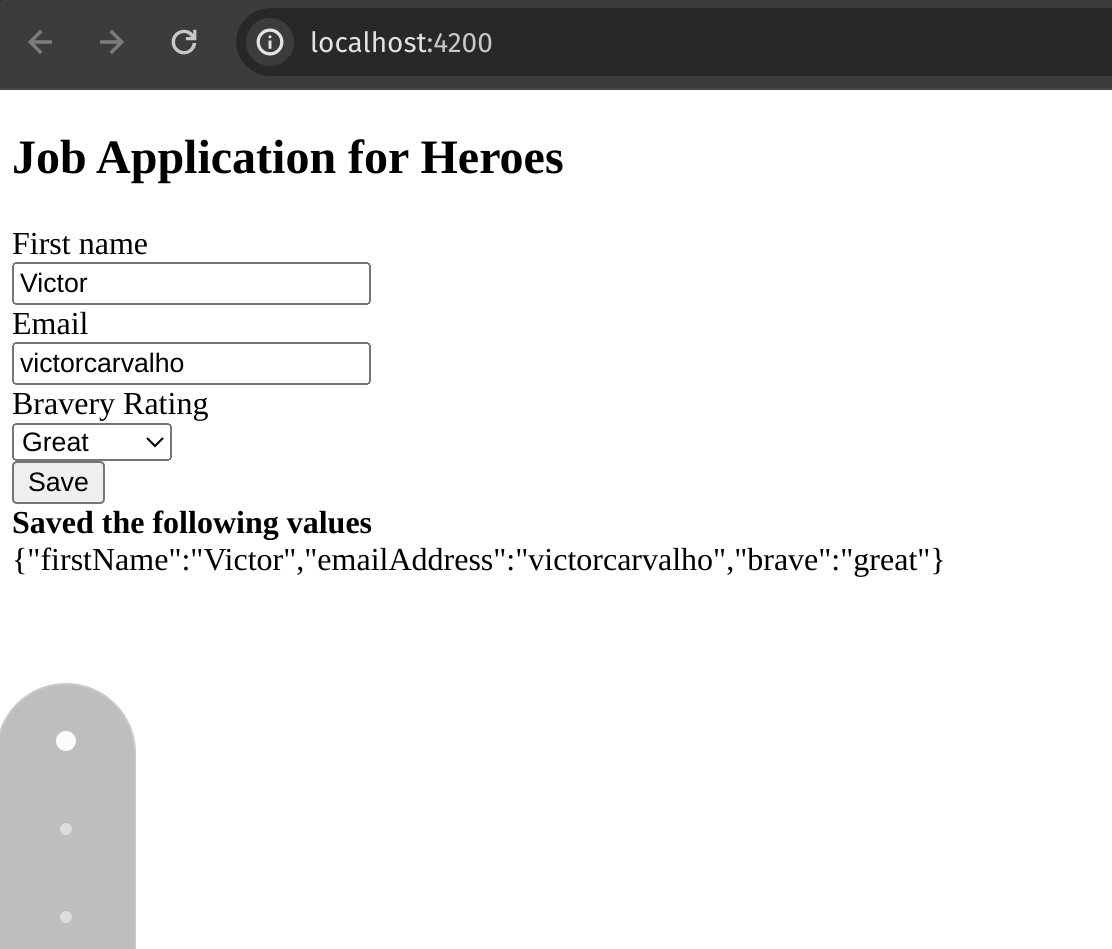 localhost:4200
Job Application for Heroes
First name
Victor
Email
victorcarvalho
Bravery Rating
Great
Save
Saved the following values
{"firstName":"Victor","emailAddress":"victorcarvalho","brave":"great"}